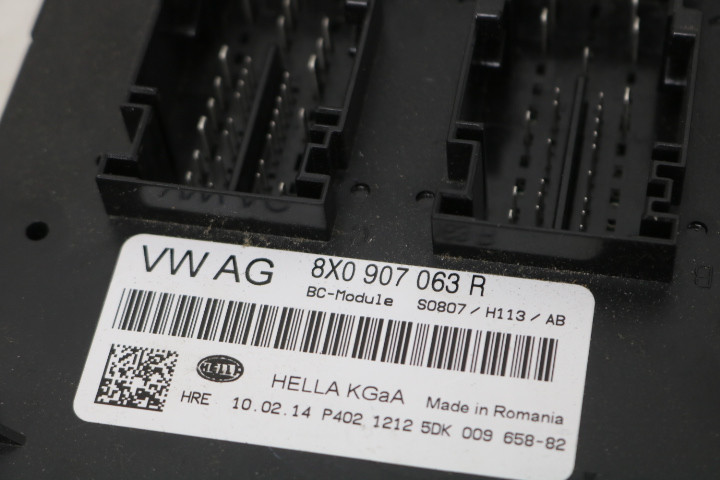 VW AG 8X0 907 063 R
BC-Module S0807 / H113 / AB
HELLA
HELLA KGaA Made in Romania
HRE 10.02.14 P402 1212 5DK 009 658-82